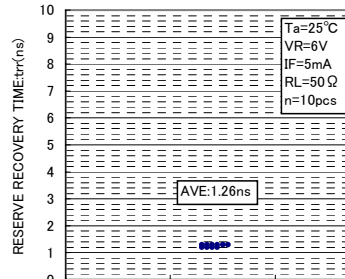 10
9
8
7
6
5
4
3
2
1
0
RESERVE RECOVERY TIME:trr(ns)
Ta=25℃
VR=6V
IF=5mA
RL=50Ω
n=10pcs
AVE:1.26ns